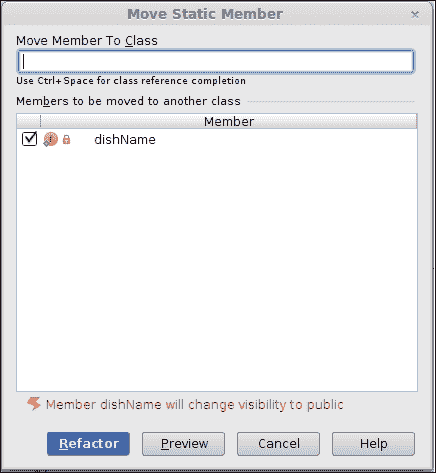 Move Static Member
Move Member To Class
Use Ctrl+Space for class reference completion
Members to be moved to another class
Member
dishName
Member dishName will change visibility to public
Refactor
Preview
Cancel
Help